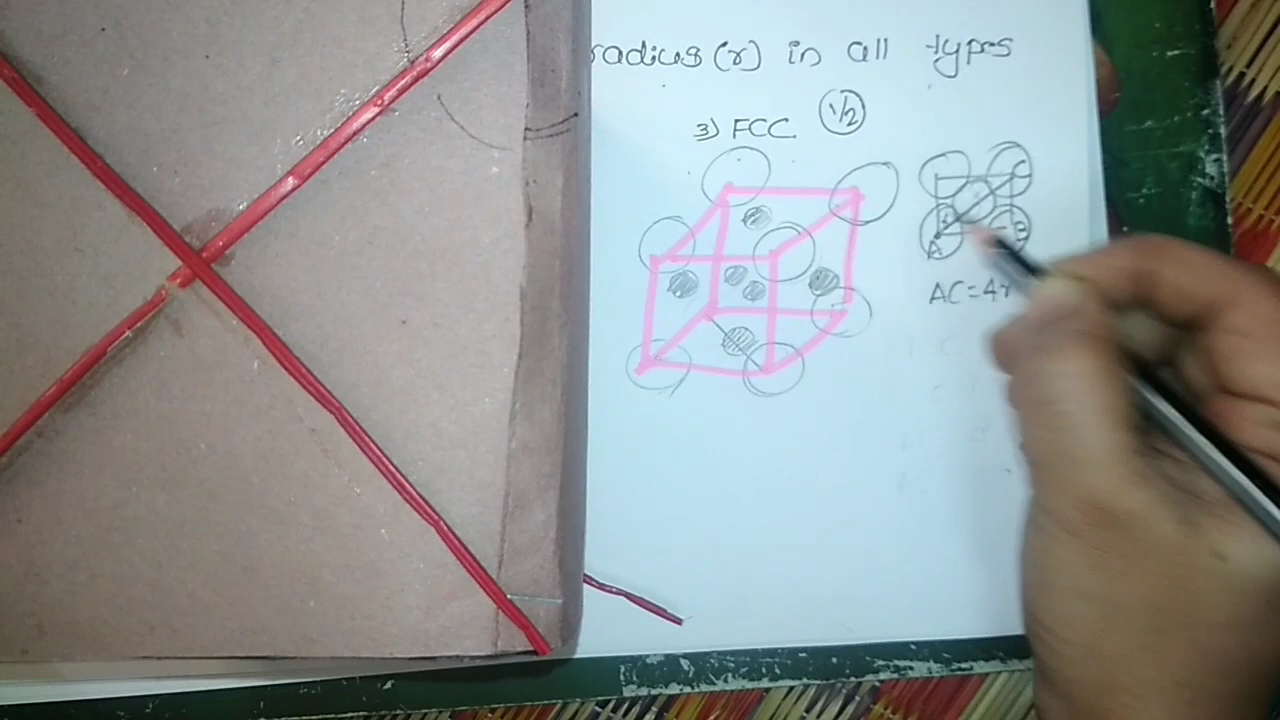 radius (r) in all types
3) FCC. 1/2
C
A B
AC=4r